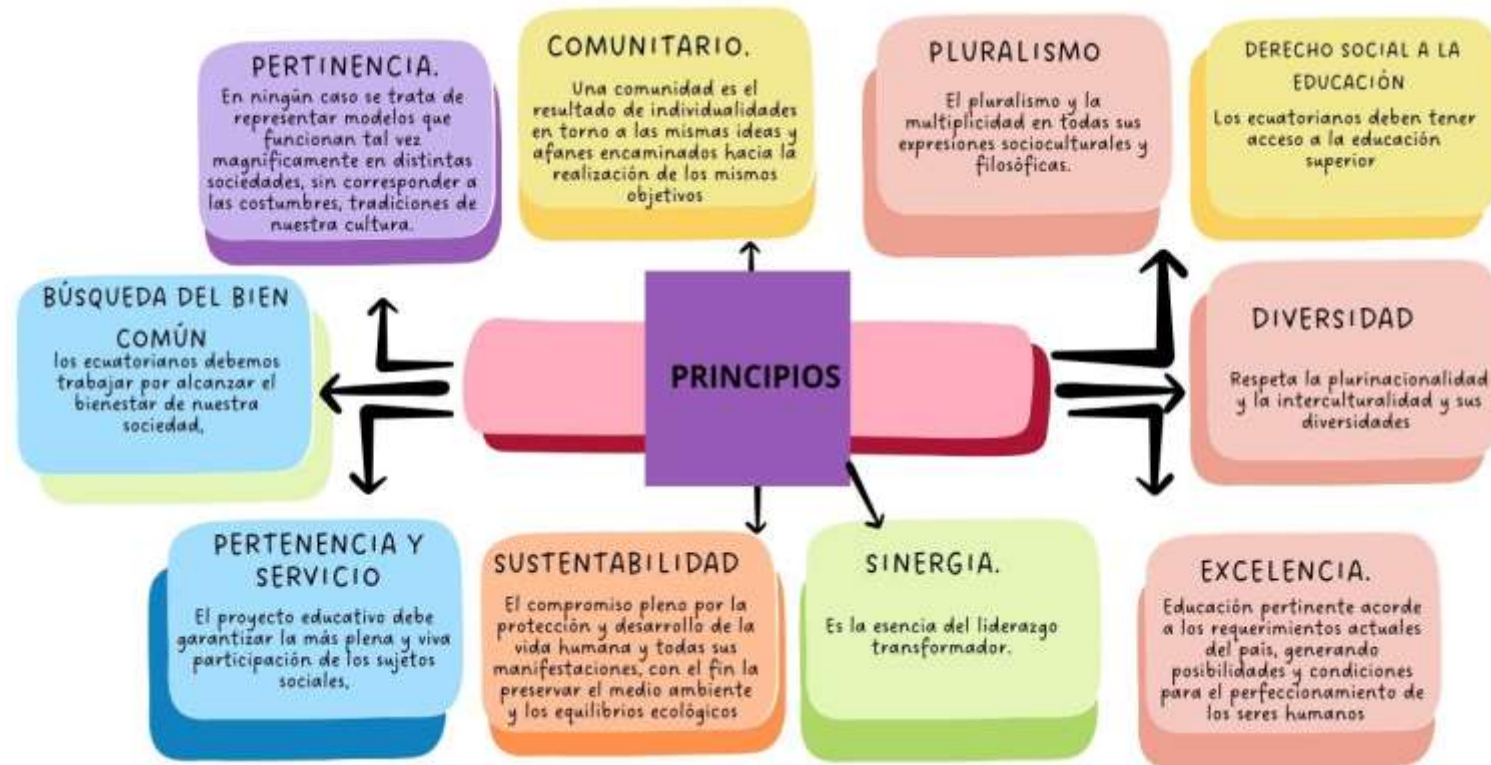 PERTINENCIA.
En ningún caso se trata de
representar modelos que
funcionan tal vez
magníficamente en distintas
sociedades, sin corresponder a
las costumbres, tradiciones de
nuestra cultura.
COMUNITARIO.
Una comunidad es el
resultado de individualidades
en torno a las mismas ideas y
afanes encaminados hacia la
realización de los mismos
objetivos
PLURALISMO
El pluralismo y la
multiplicidad en todas sus
expresiones socioculturales y
filosóficas.
DERECHO SOCIAL A LA
EDUCACIÓN
Los ecuatorianos deben tener
acceso a la educación
superior
BÚSQUEDA DEL BIEN
COMÚN
los ecuatorianos debemos
trabajar por alcanzar el
bienestar de nuestra
sociedad,
PRINCIPIOS
DIVERSIDAD
Respeta la plurinacionalidad
y la interculturalidad y sus
diversidades
PERTENENCIA Y
SERVICIO
El proyecto educativo debe
garantizar la más plena y viva
participación de los sujetos
sociales,
SUSTENTABILIDAD
El compromiso pleno por la
protección y desarrollo de la
vida humana y todas sus
manifestaciones, con el fin la
preservar el medio ambiente
y los equilibrios ecológicos
SINERGIA.
Es la esencia del liderazgo
transformador.
EXCELENCIA.
Educación pertinente acorde
a los requerimientos actuales
del país, generando
posibilidades y condiciones
para el perfeccionamiento de
los seres humanos